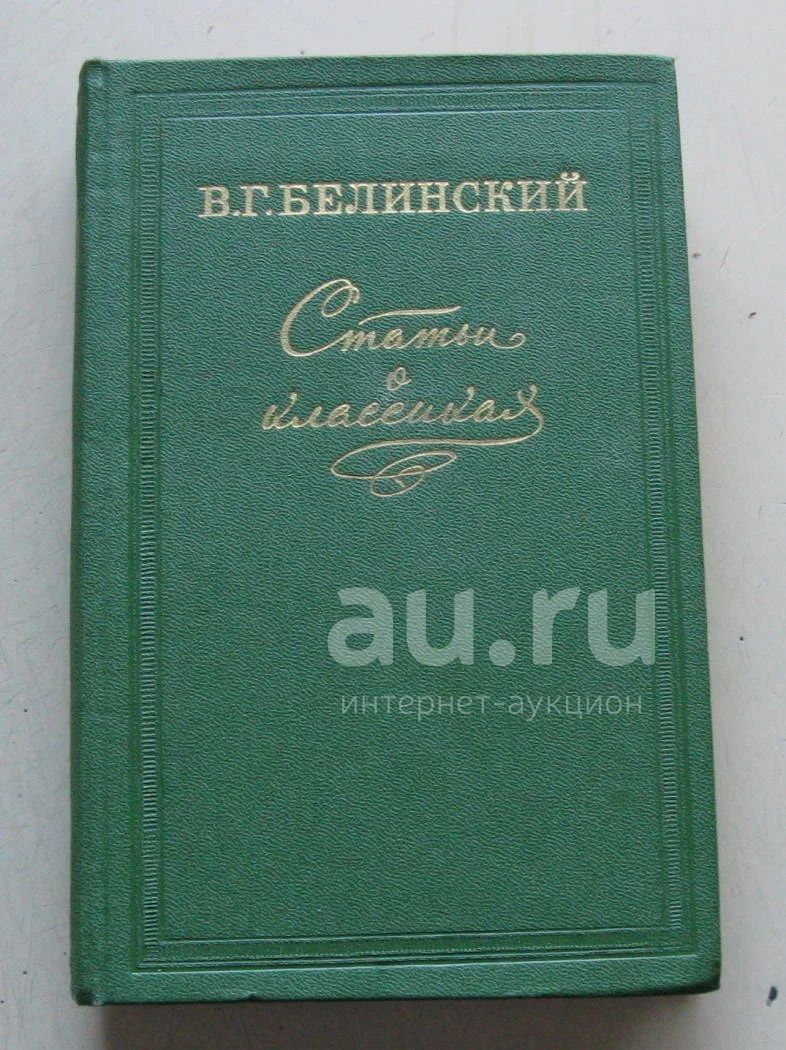 В.Г.БЕЛИНСКИЙ
Статьи
о
классиках
au.ru
интернет-аукцион